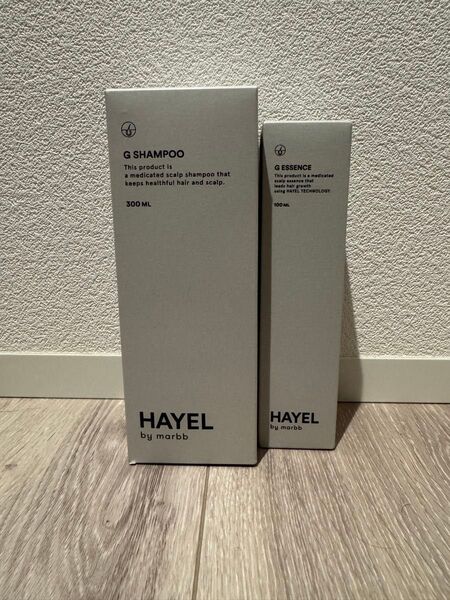 G SHAMPOO
This product is
a medicated scalp shampoo that
keeps healthful hair and scalp.
300 ML
HAYEL
by marbb
G ESSENCE
This product is a medicated
scalp essence that
leads hair growth
using HAYEL TECHNOLOGY.
100 ML
HAYEL
by marbb